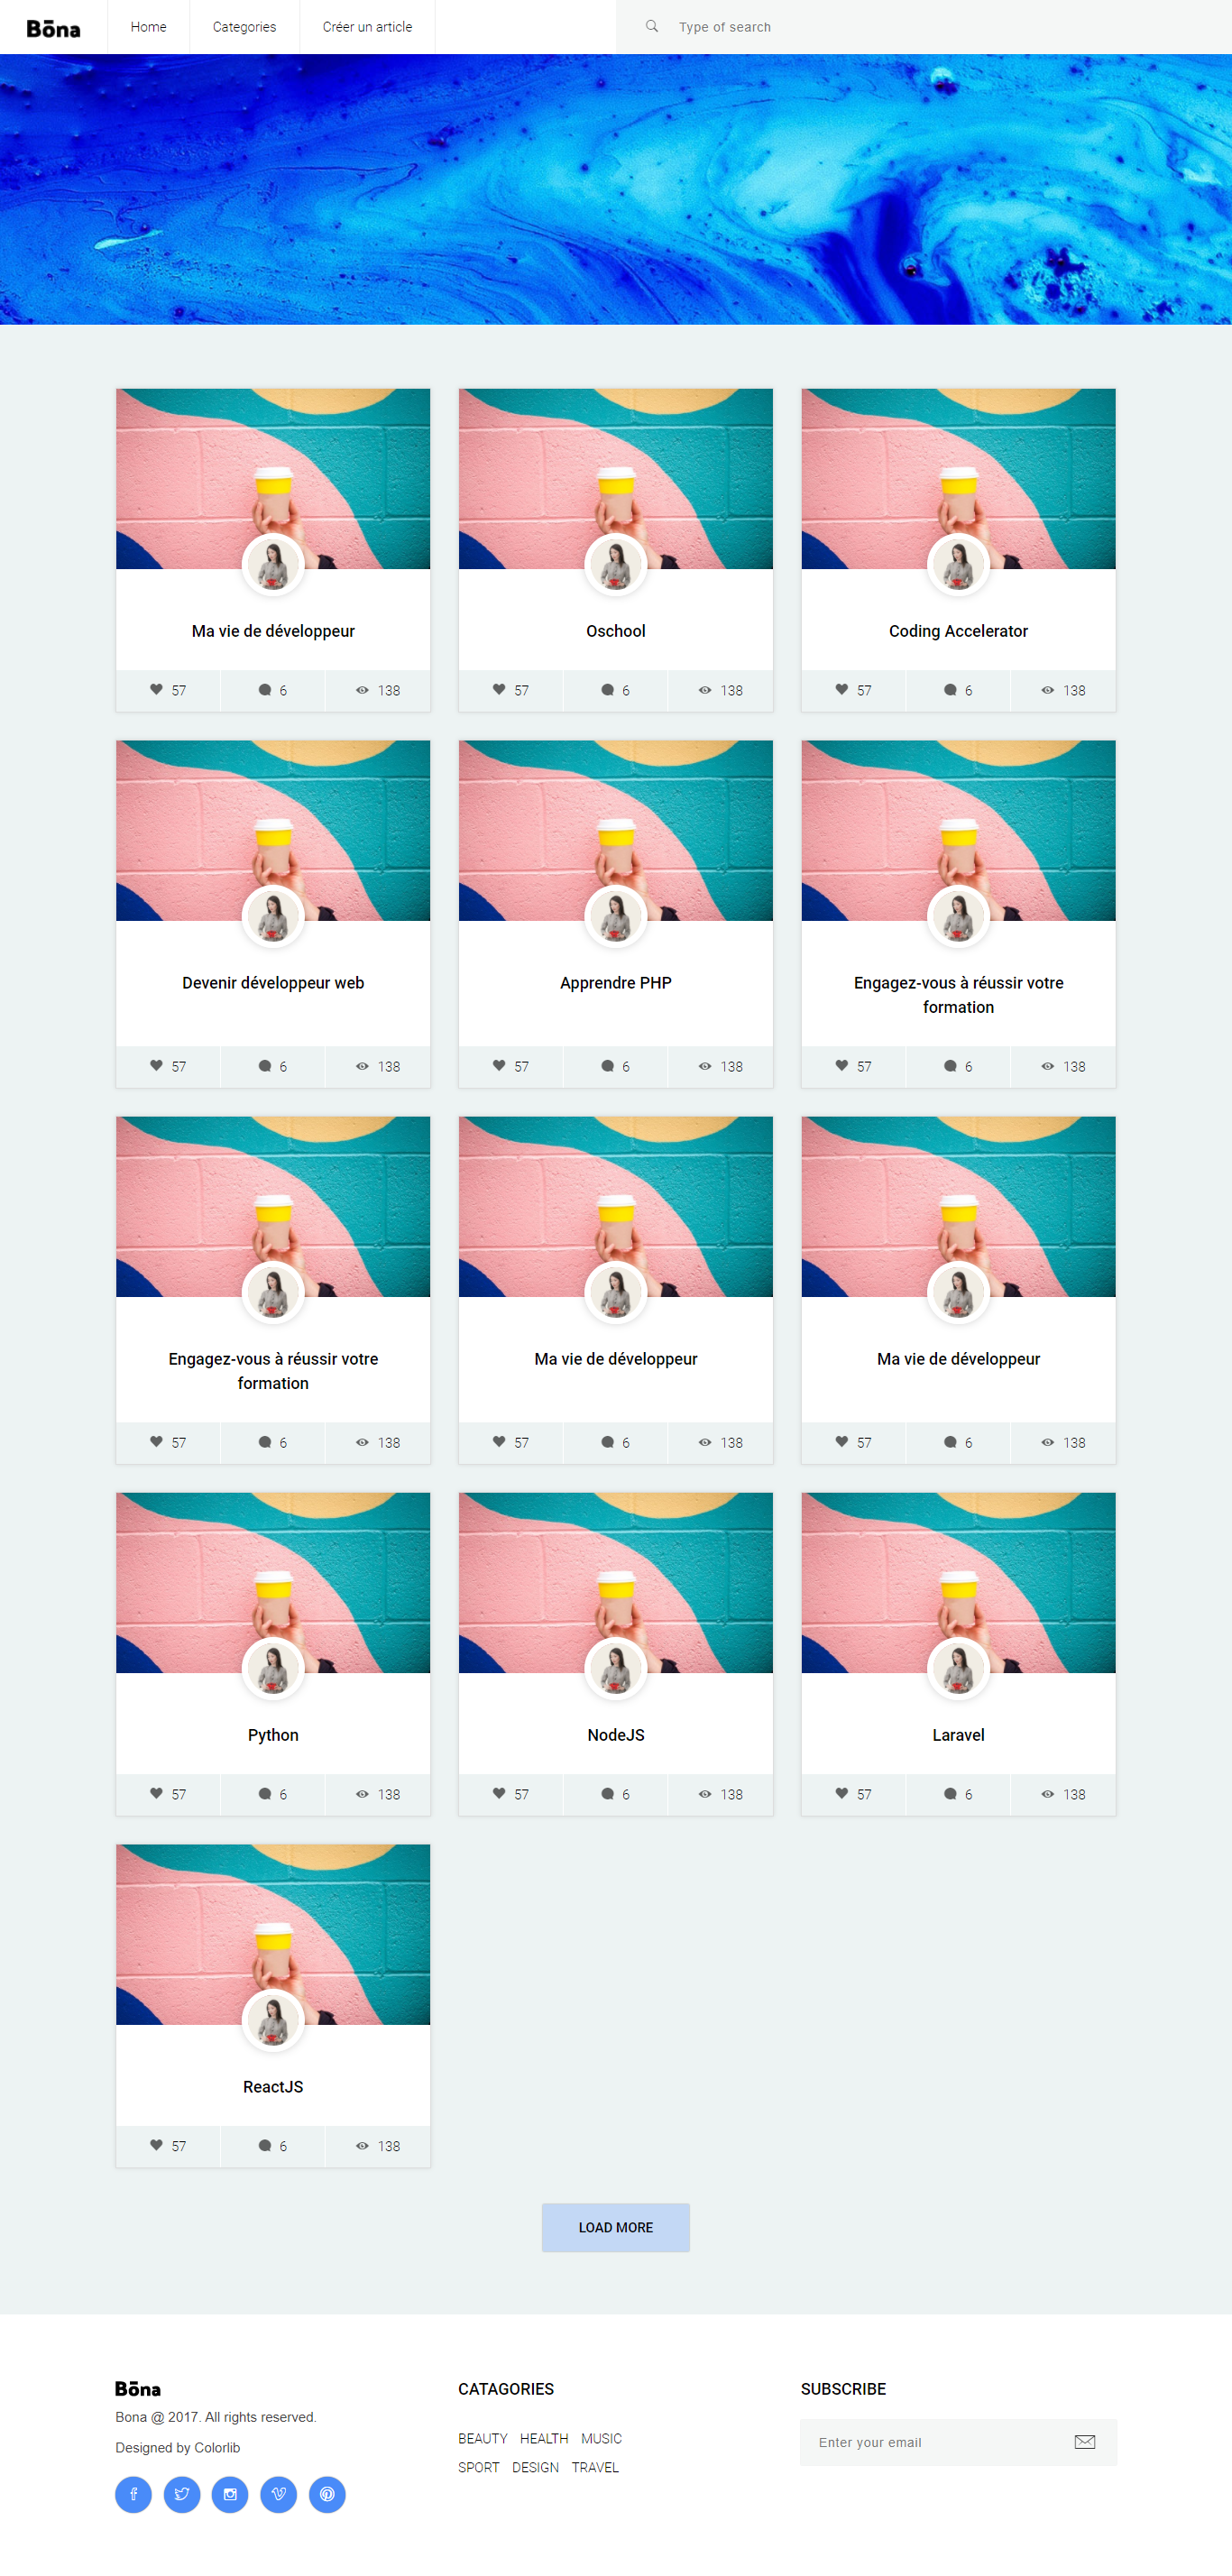 Bōna
Home
Categories
Créer un article
Type of search
Ma vie de développeur
57
6
138
Oschool
57
6
138
Coding Accelerator
57
6
138
Devenir développeur web
57
6
138
Apprendre PHP
57
6
138
Engagez-vous à réussir votre
formation
57
6
138
Engagez-vous à réussir votre
formation
57
6
138
Ma vie de développeur
57
6
138
Ma vie de développeur
57
6
138
Python
57
6
138
NodeJS
57
6
138
Laravel
57
6
138
ReactJS
57
6
138
LOAD MORE
Bōna
Bona @ 2017. All rights reserved.
Designed by Colorlib
CATAGORIES
BEAUTY HEALTH MUSIC
SPORT DESIGN TRAVEL
SUBSCRIBE
Enter your email